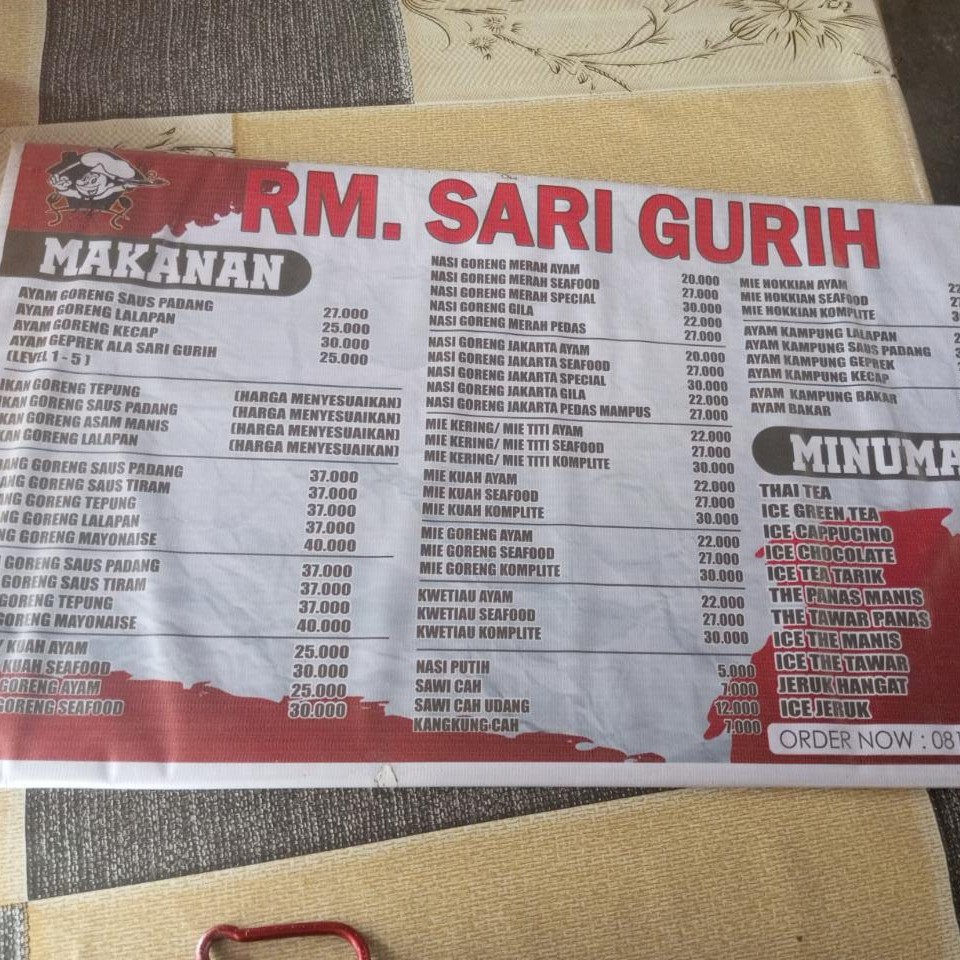 RM. SARI GURIH
MAKANAN
AYAM GORENG SAUS PADANG 27.000
AYAM GORENG LALAPAN 25.000
AYAM GORENG KECAP 30.000
AYAM GEPREK ALA SARI GURIH 25.000
(LEVEL 1 - 5 )
IKAN GORENG TEPUNG (HARGA MENYESUAIKAN)
KAN GORENG SAUS PADANG (HARGA MENYESUAIKAN)
KAN GORENG ASAM MANIS (HARGA MENYESUAIKAN)
KAN GORENG LALAPAN (HARGA MENYESUAIKAN)
ANG GORENG SAUS PADANG 37.000
ANG GORENG SAUS TIRAM 37.000
NG GORENG TEPUNG 37.000
NG GORENG LALAPAN 37.000
NG GORENG MAYONAISE 40.000
GORENG SAUS PADANG 37.000
GORENG SAUS TIRAM 37.000
GORENG TEPUNG 37.000
GORENG MAYONAISE 40.000
/ KUAH AYAM 25.000
KUAH SEAFOOD 30.000
GORENG AYAM 25.000
GORENG SEAFOOD 30.000
NASI GORENG MERAH AYAM 20.000
NASI GORENG MERAH SEAFOOD 27.000
NASI GORENG MERAH SPECIAL 30.000
NASI GORENG GILA 22.000
NASI GORENG MERAH PEDAS 27.000
NASI GORENG JAKARTA AYAM 20.000
NASI GORENG JAKARTA SEAFOOD 27.000
NASI GORENG JAKARTA SPECIAL 30.000
NASI GORENG JAKARTA GILA 22.000
NASI GORENG JAKARTA PEDAS MAMPUS 27.000
MIE KERING/ MIE TITI AYAM 22.000
MIE KERING/ MIE TITI SEAFOOD 27.000
MIE KERING/ MIE TITI KOMPLITE 30.000
MIE KUAH AYAM 22.000
MIE KUAH SEAFOOD 27.000
MIE KUAH KOMPLITE 30.000
MIE GORENG AYAM 22.000
MIE GORENG SEAFOOD 27.000
MIE GORENG KOMPLITE 30.000
KWETIAU AYAM 22.000
KWETIAU SEAFOOD 27.000
KWETIAU KOMPLITE 30.000
NASI PUTIH 5.000
SAWI CAH 7.000
SAWI CAH UDANG 12.000
KANGKUNG CAH 7.000
MIE HOKKIAN AYAM
MIE HOKKIAN SEAFOOD
MIE HOKKIAN KOMPLITE
AYAM KAMPUNG LALAPAN
AYAM KAMPUNG SAUS PADANG
AYAM KAMPUNG GEPREK
AYAM KAMPUNG KECAP
AYAM KAMPUNG BAKAR
AYAM BAKAR
MINUMA
THAI TEA
ICE GREEN TEA
ICE CAPPUCINO
ICE CHOCOLATE
ICE TEA TARIK
THE PANAS MANIS
THE TAWAR PANAS
ICE THE MANIS
ICE THE TAWAR
JERUK HANGAT
ICE JERUK
ORDER NOW : 081